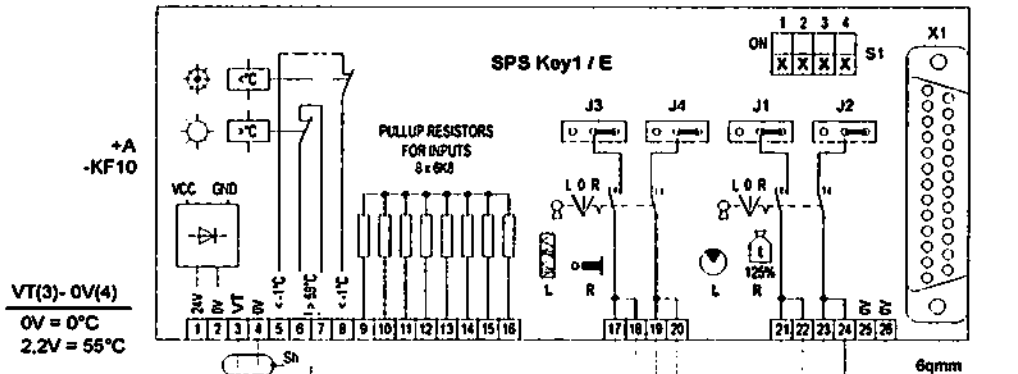 1 2 3 4
ON
X X X X
S1
X1
SPS Key1 / E
<°C
>°C
J3 J4 J1 J2
+A
-KF10
PULLUP RESISTORS
FOR INPUTS
8 x 6K8
VCC GND
L O R
L O R
t
125%
L R
L R
VT(3)- 0V(4)
0V = 0°C
2,2V = 55°C
24V 0V VT 0V <-1°C >59°C <-1°C
0V 0V
1 2 3 4 5 6 7 8 9 10 11 12 13 14 15 16
17 18 19 20
21 22 23 24 25 26
Sh
6qmm